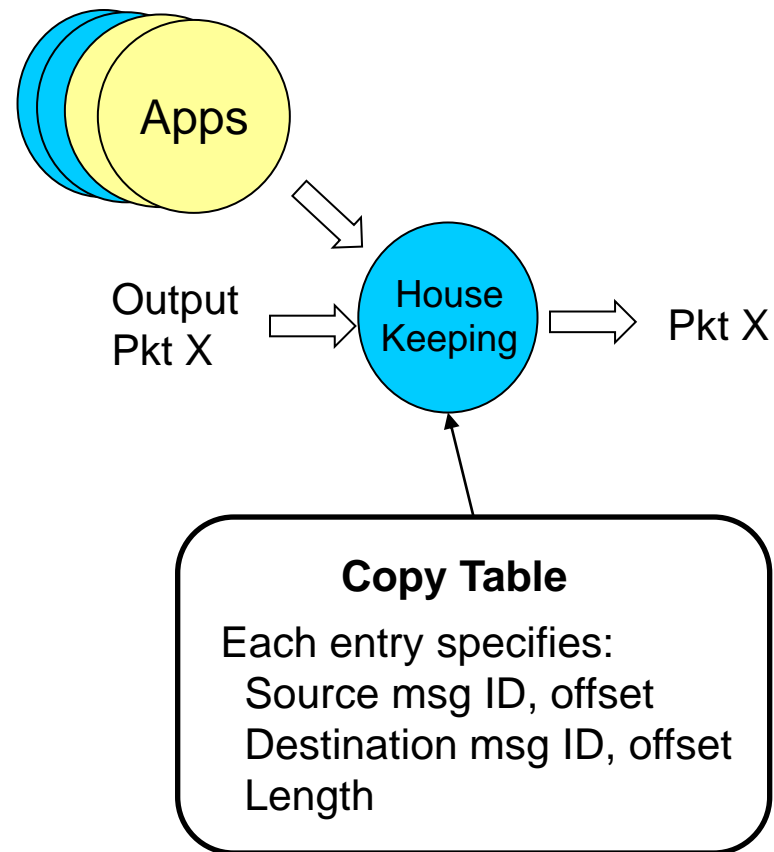 Apps
Output
Pkt X
House
Keeping
Pkt X
Copy Table
Each entry specifies:
Source msg ID, offset
Destination msg ID, offset
Length